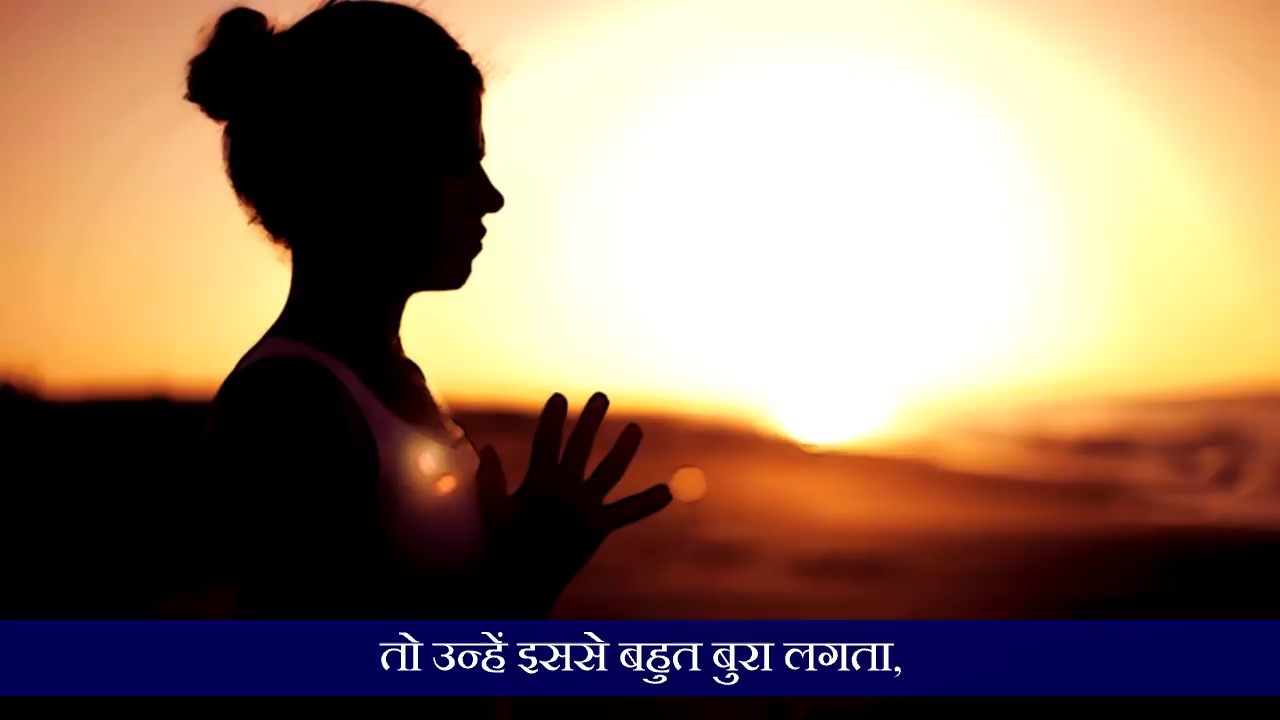 तो उन्हें इससे बहुत बुरा लगता,